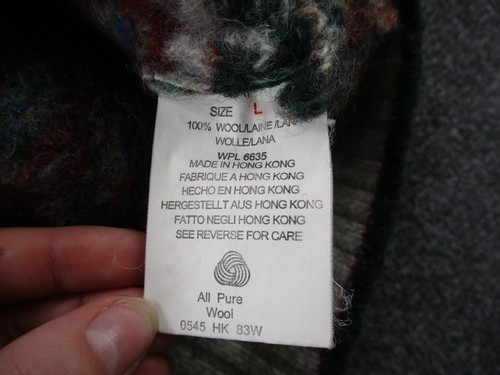 SIZE L
100% WOOL/LAINE/LANA
WOLLE/LANA
WPL 6635
MADE IN HONG KONG
FABRIQUE A HONG KONG
HECHO EN HONG KONG
HERGESTELLT AUS HONG KONG
FATTO NEGLI HONG KONG
SEE REVERSE FOR CARE
All Pure
Wool
0545 HK 83W